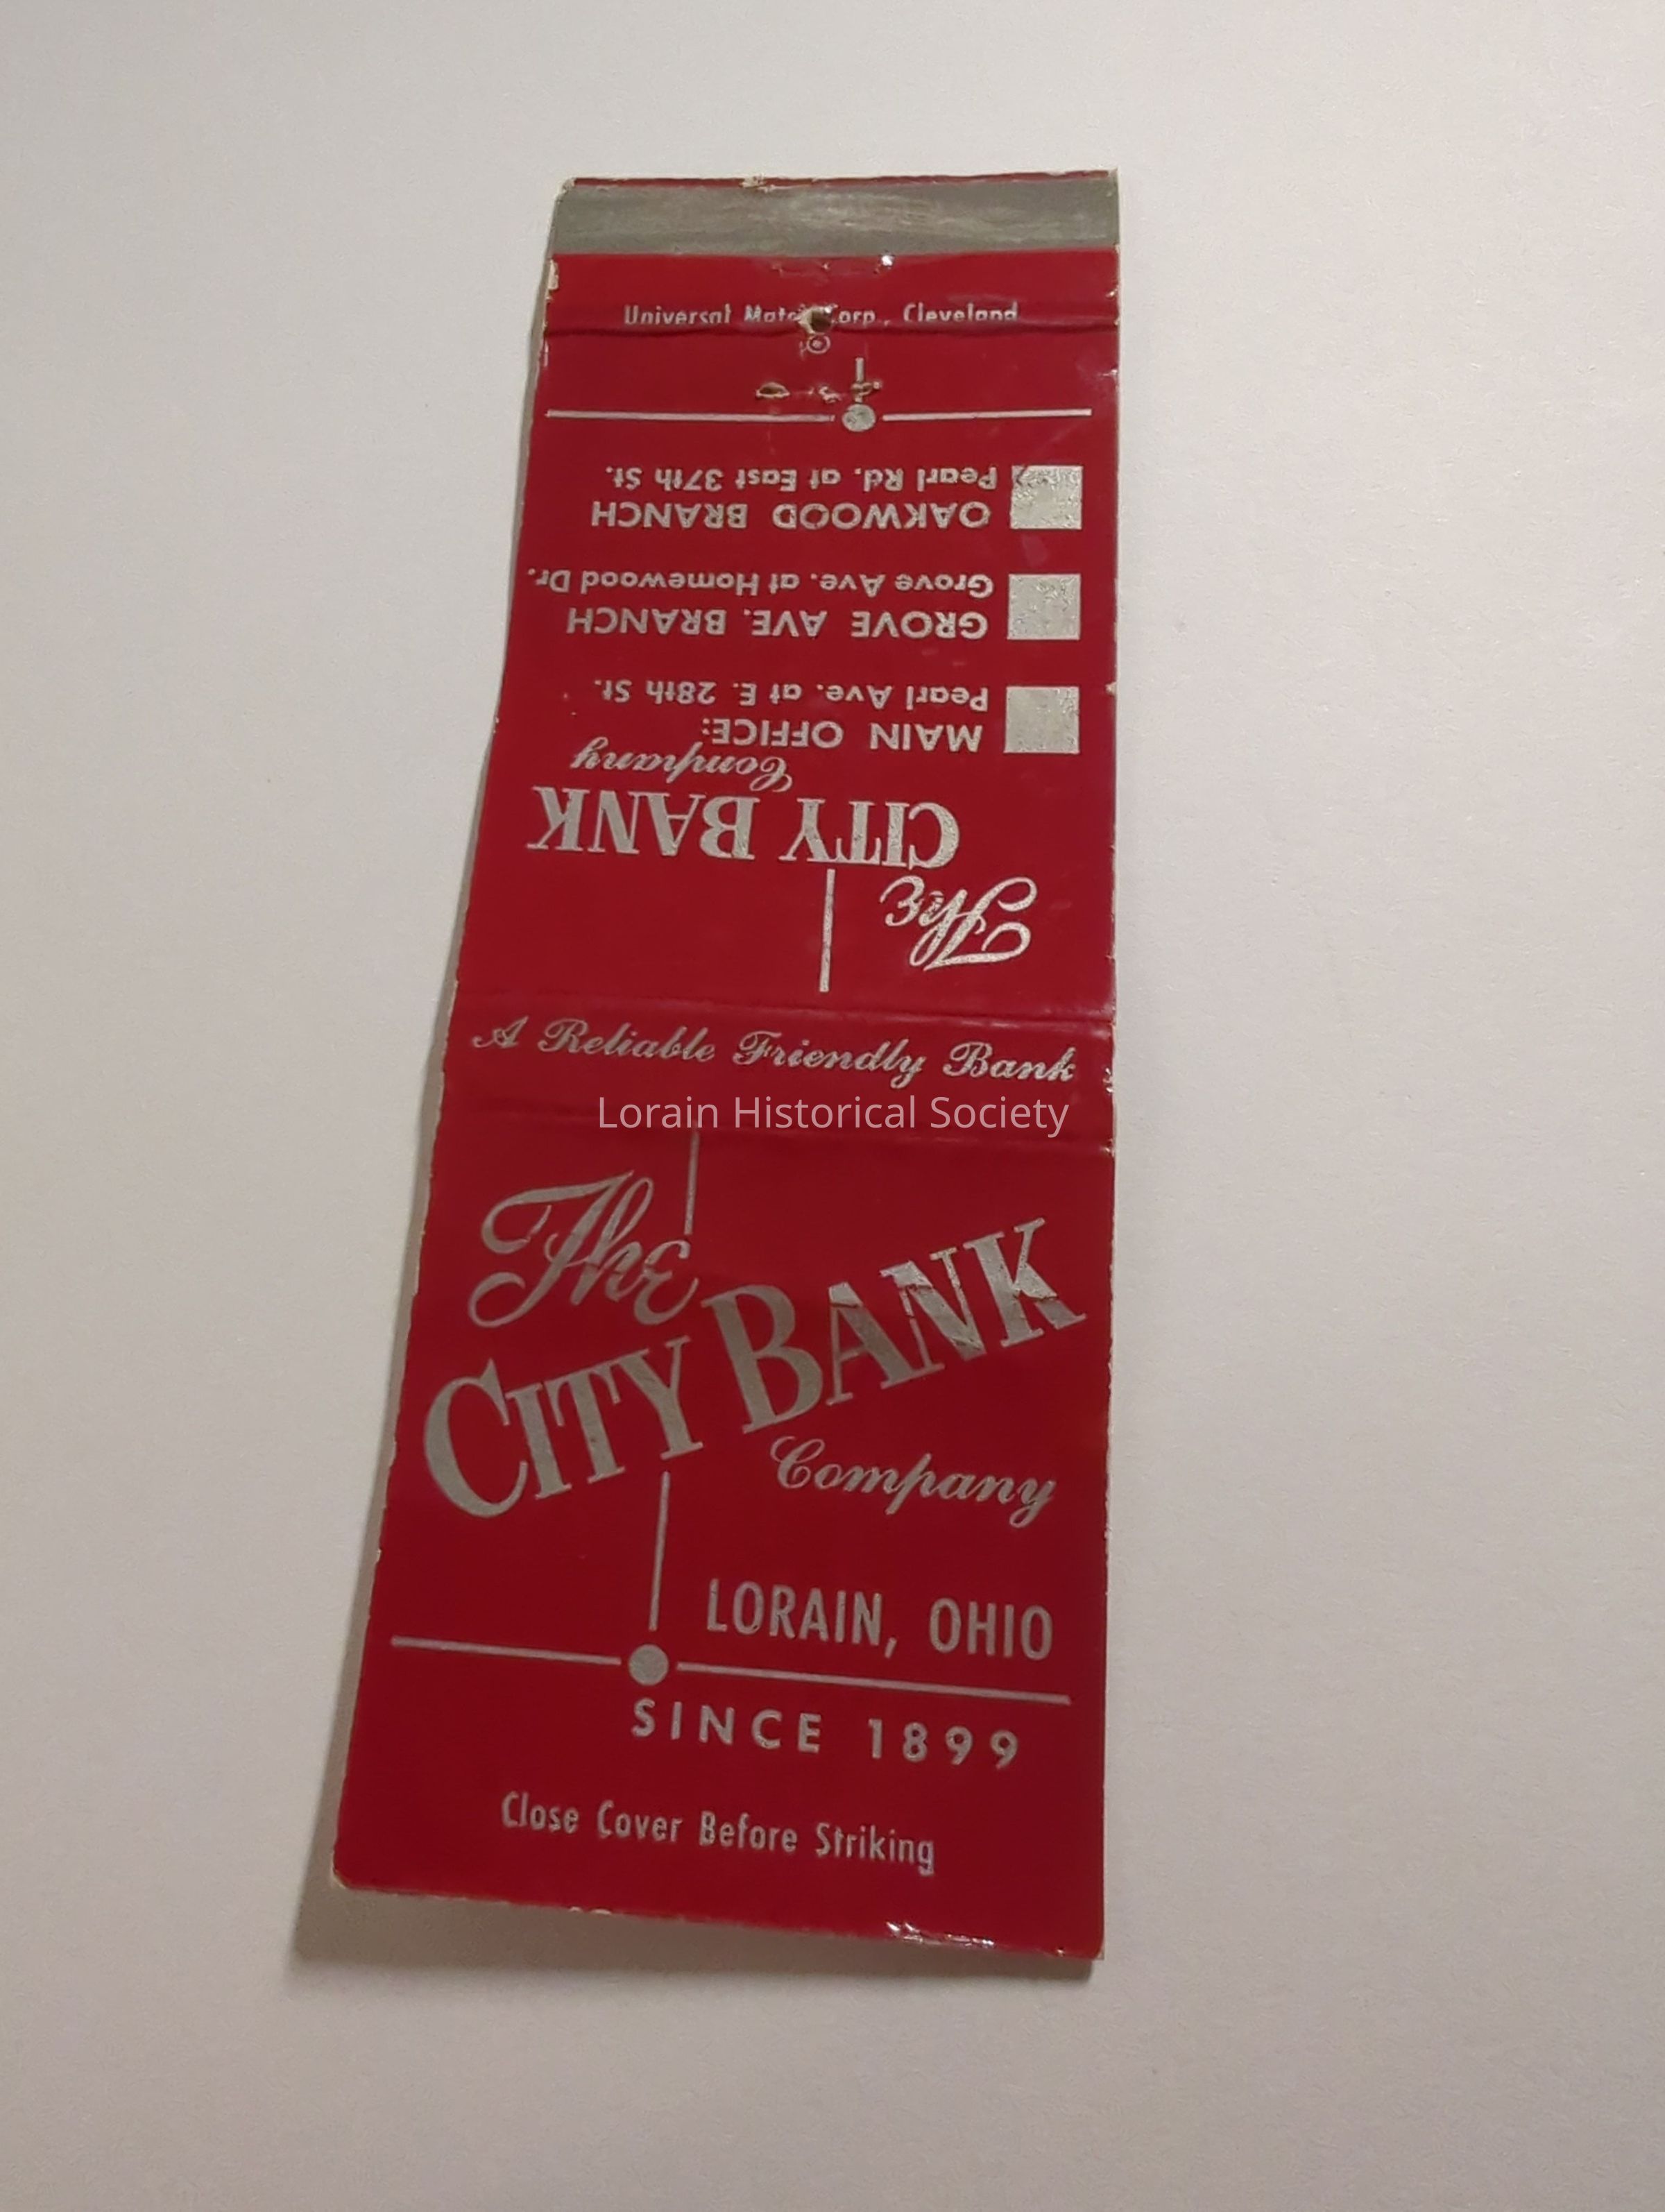 Universal Match Corp., Cleveland
The
CITY BANK
Company
MAIN OFFICE:
Pearl Ave. at E. 28th St.
GROVE AVE. BRANCH
Grove Ave. at Homewood Dr.
OAKWOOD BRANCH
Pearl Rd. at East 37th St.
A Reliable Friendly Bank
Lorain Historical Society
The
CITY BANK
Company
LORAIN, OHIO
SINCE 1899
Close Cover Before Striking